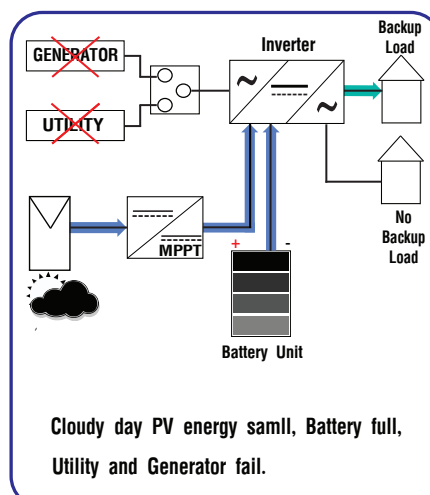 Backup
Load
Inverter
GENERATOR
UTILITY
No
Backup
Load
MPPT
+ -
Battery Unit
Cloudy day PV energy samll, Battery full,
Utility and Generator fail.